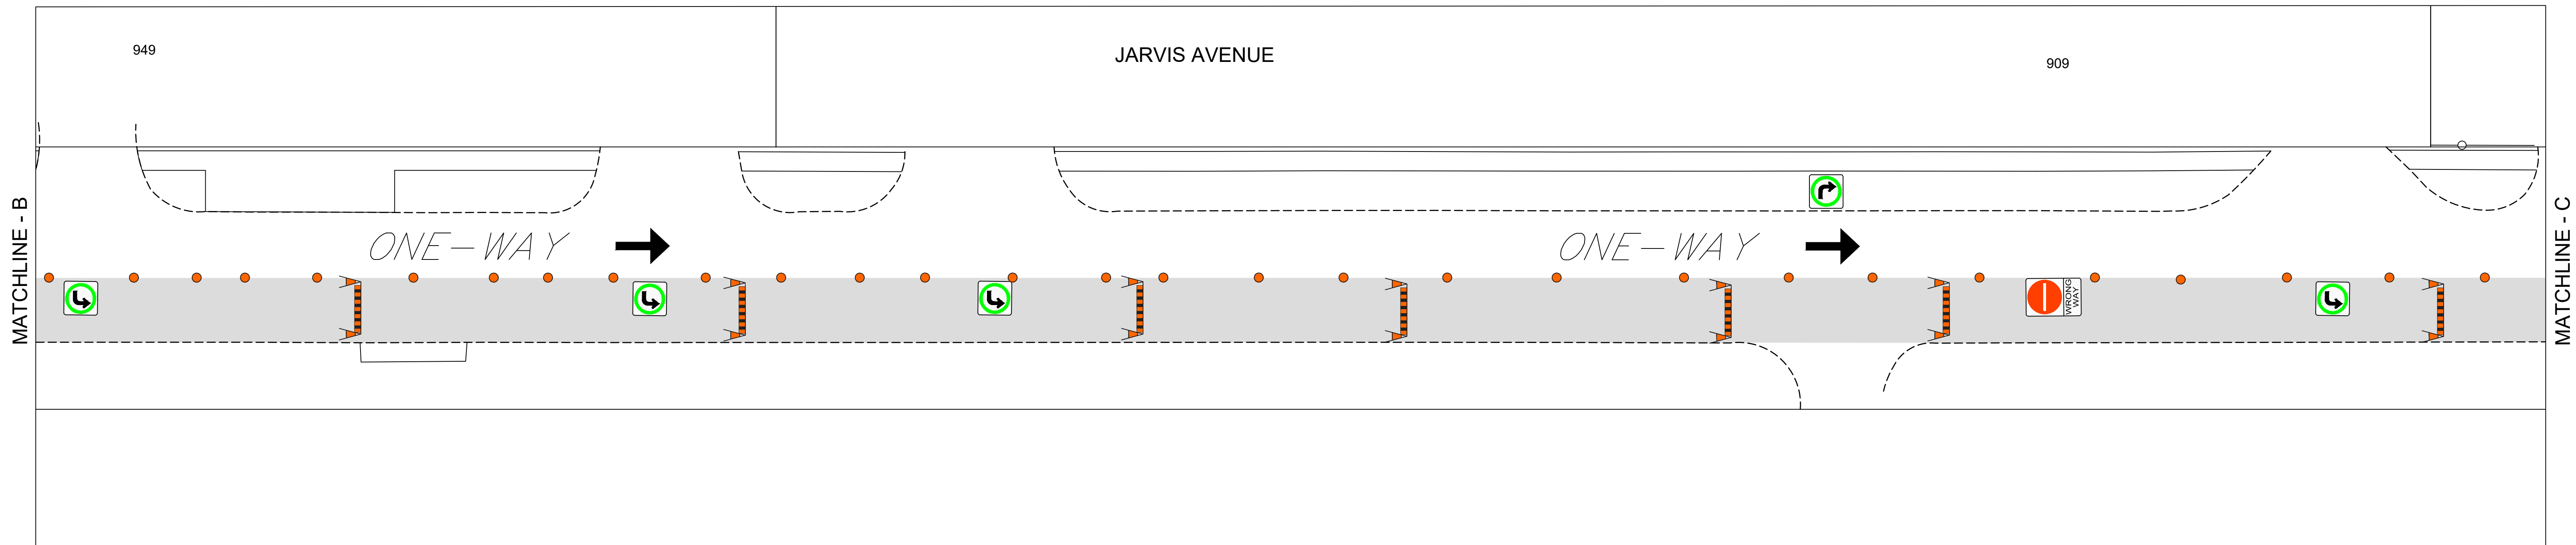 949
JARVIS AVENUE
909
MATCHLINE - B
MATCHLINE - C
ONE-WAY
ONE-WAY
WRONG
WAY